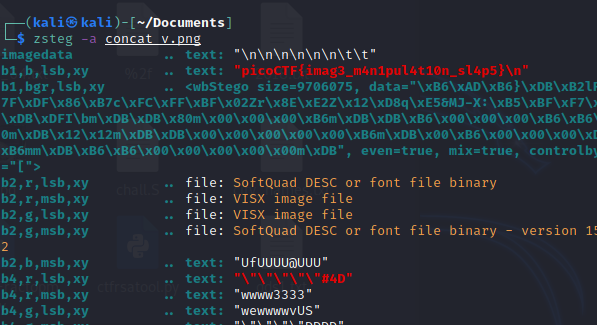 ┌──(kali㉿kali)-[~/Documents]
└─$ zsteg -a concat_v.png
imagedata .. text: "\n\n\n\n\n\n\t\t"
b1,b,lsb,xy .. text: "picoCTF{imag3_m4n1pul4t10n_sl4p5}\n"
b1,bgr,lsb,xy .. <wbStego size=9706075, data="\xB6\xAD\xB6}\xDB\xB2lR
7F\xDF\x86\xB7c\xFC\xFF\xBF\x02Zr\x8E\xE2Z\x12\xD8q\xE5&MJ-X:\xB5\xBF\xF7\x
\xDB\xDFI\bm\xDB\xDB\x80m\x00\x00\x00\xB6m\xDB\xDB\xB6\x00\x00\x00\xB6\xB6\
0m\xDB\x12\x12m\xDB\xDB\x00\x00\x00\x00\x00\xB6m\xDB\x00\xB6\x00\x00\x00\xD
xB6mm\xDB\xB6\xB6\x00\x00\x00\x00\x00m\xDB", even=true, mix=true, controlby
="[">
b2,r,lsb,xy .. file: SoftQuad DESC or font file binary
b2,r,msb,xy .. file: VISX image file
b2,g,lsb,xy .. file: VISX image file
b2,g,msb,xy .. file: SoftQuad DESC or font file binary - version 15
2
b2,b,msb,xy .. text: "UfUUUU@UUU"
b4,r,lsb,xy .. text: "\"\"\"\"\"#4D"
b4,r,msb,xy .. text: "wwww3333"
b4,g,lsb,xy .. text: "wewwwwvUS"